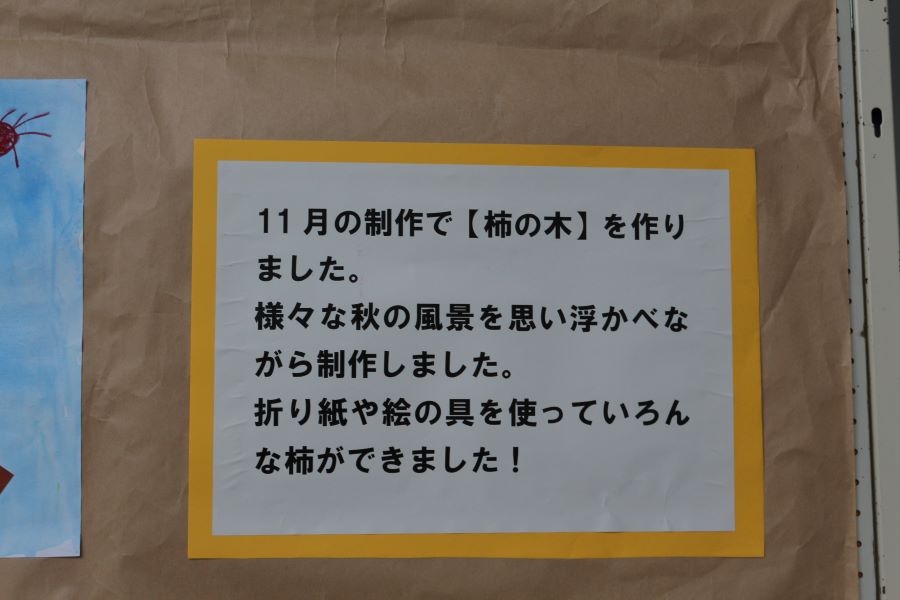 11月の制作で【柿の木】を作り
ました。
様々な秋の風景を思い浮かべな
がら制作しました。
折り紙や絵の具を使っていろん
な柿ができました！